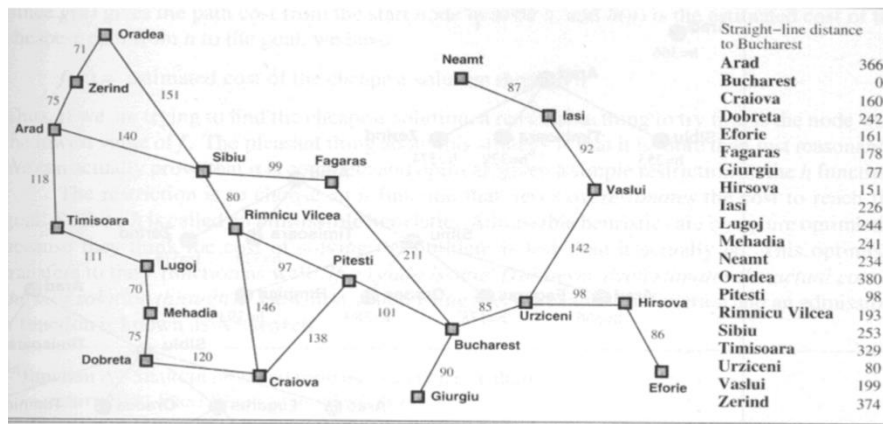 Oradea
71
Neamt
Zerind
87
75
151
Iasi
Arad
140
92
Sibiu
99
Fagaras
118
80
Vaslui
Timisoara
Rimnicu Vilcea
142
111
Lugoj
97
Pitesti
211
70
98
Hirsova
Mehadia
146
101
85
Urziceni
75
138
86
Bucharest
Dobreta
120
90
Craiova
Eforie
Giurgiu
Straight-line distance
to Bucharest
Arad 366
Bucharest 0
Craiova 160
Dobreta 242
Eforie 161
Fagaras 178
Giurgiu 77
Hirsova 151
Iasi 226
Lugoj 244
Mehadia 241
Neamt 234
Oradea 380
Pitesti 98
Rimnicu Vilcea 193
Sibiu 253
Timisoara 329
Urziceni 80
Vaslui 199
Zerind 374